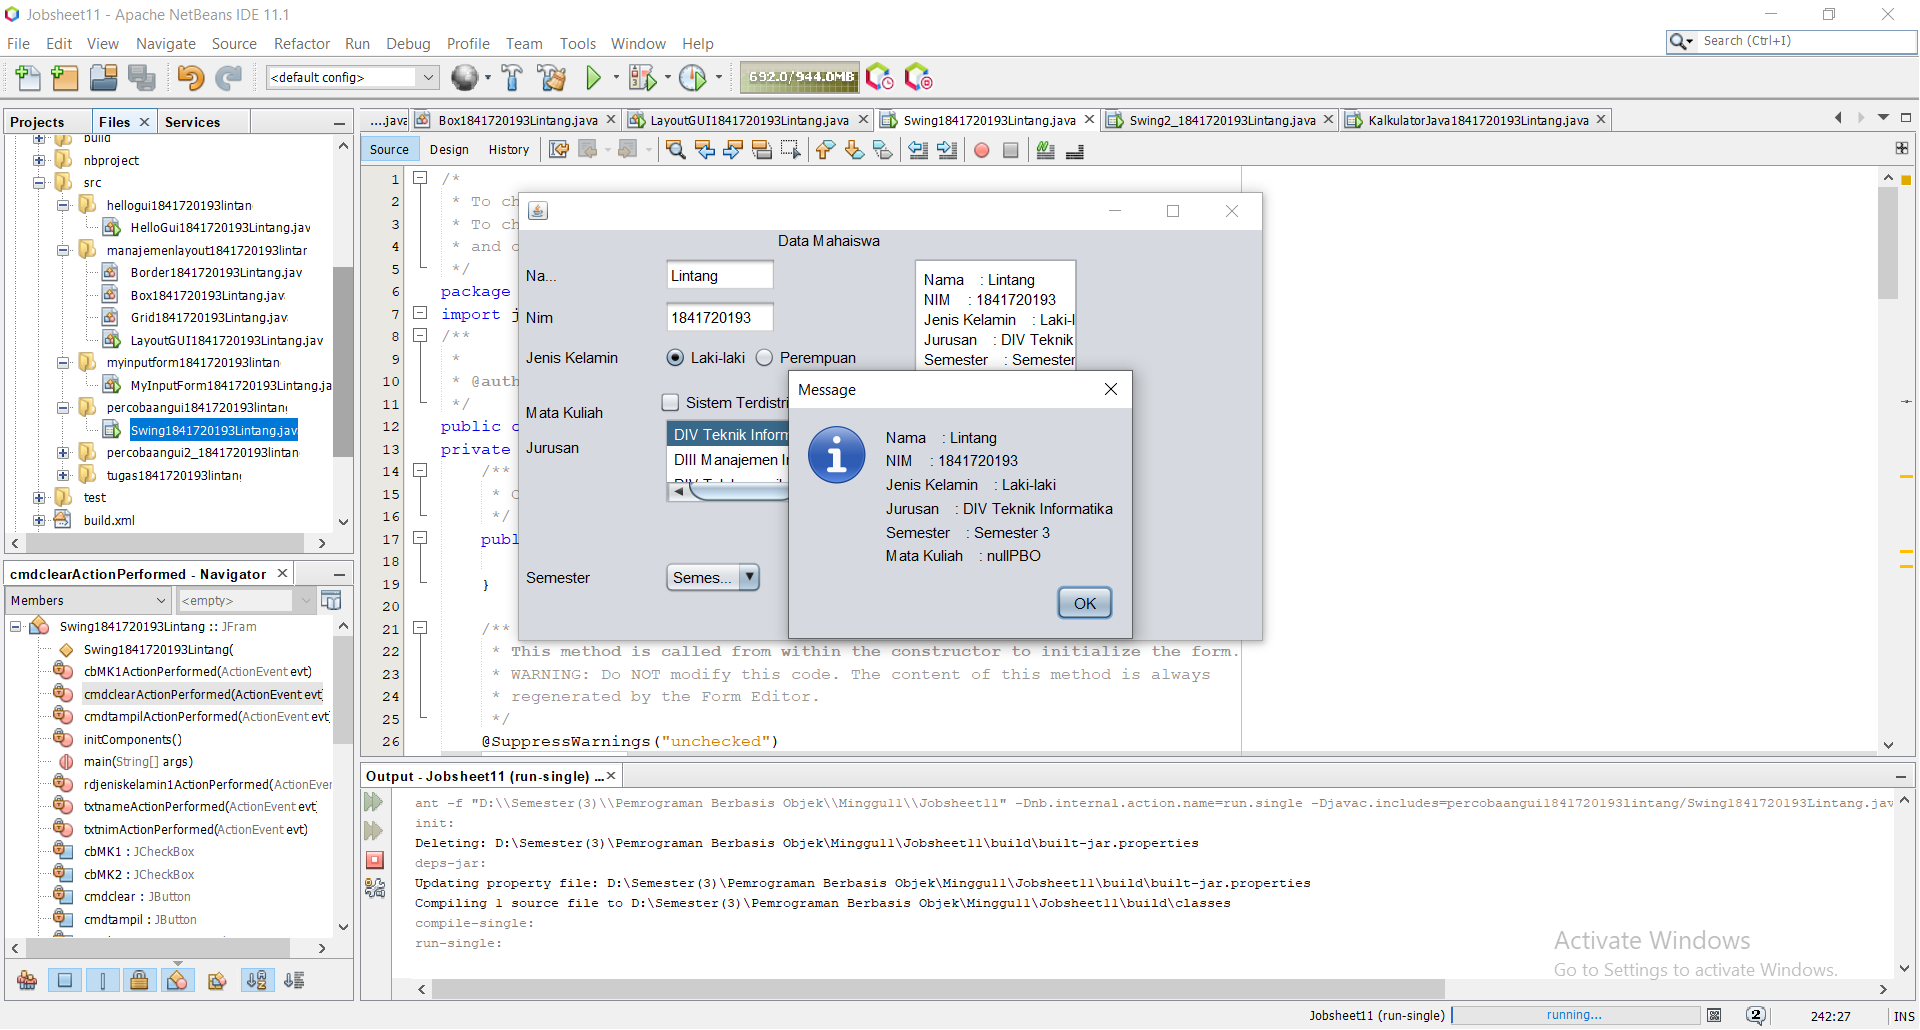 Jobsheet11 - Apache NetBeans IDE 11.1
File Edit View Navigate Source Refactor Run Debug Profile Team Tools Window Help
Search (Ctrl+I)
<default config>
692.0/944.0MB
Projects Files Services
build
nbproject
src
hellogui1841720193lintan
HelloGui1841720193Lintang.jav
manajemenlayout1841720193lintar
Border1841720193Lintang.jav
Box1841720193Lintang.jav
Grid1841720193Lintang.jav
LayoutGUI1841720193Lintang.jav
myinputform1841720193lintan
MyInputForm1841720193Lintang.ja
percobaangui1841720193lintang
Swing1841720193Lintang.jav
percobaangui2_1841720193lintan
tugas1841720193lintang
test
build.xml
cmdclearActionPerformed - Navigator
Members
<empty>
Swing1841720193Lintang :: JFram
Swing1841720193Lintang(
cbMK1ActionPerformed(ActionEvent evt)
cmdclearActionPerformed(ActionEvent evt
cmdtampilActionPerformed(ActionEvent evt
initComponents()
main(String[] args)
rdjeniskelamin1ActionPerformed(ActionEver
txtnameActionPerformed(ActionEvent evt
txtnimActionPerformed(ActionEvent evt)
cbMK1 : JCheckBox
cbMK2 : JCheckBox
cmdclear : JButton
cmdtampil : JButton
....java Box1841720193Lintang.java LayoutGUI1841720193Lintang.java Swing1841720193Lintang.java Swing2_1841720193Lintang.java KalkulatorJava1841720193Lintang.java
Source Design History
1 /*
2 * To ch
3 * To ch
4 * and o
5 */
6 package
7 import j
8 /**
9 *
10 * @auth
11 */
12 public c
13 private
14 /**
15 * C
16 */
17 publ
18
19 }
20
21 /**
22 * This method is called from within the constructor to initialize the form.
23 * WARNING: Do NOT modify this code. The content of this method is always
24 * regenerated by the Form Editor.
25 */
26 @SuppressWarnings("unchecked")
Data Mahaiswa
Na... Lintang
Nim 1841720193
Jenis Kelamin Laki-laki Perempuan
Mata Kuliah Sistem Terdistri
Jurusan
DIV Teknik Inform
DIII Manajemen I
Semester Semes...
Nama : Lintang
NIM : 1841720193
Jenis Kelamin : Laki-l
Jurusan : DIV Teknik
Semester : Semester
Message
Nama : Lintang
NIM : 1841720193
Jenis Kelamin : Laki-laki
Jurusan : DIV Teknik Informatika
Semester : Semester 3
Mata Kuliah : nullPBO
OK
Output - Jobsheet11 (run-single) ...
ant -f "D:\\Semester(3)\\Pemrograman Berbasis Objek\\Minggu11\\Jobsheet11" -Dnb.internal.action.name=run.single -Djavac.includes=percobaangui1841720193lintang/Swing1841720193Lintang.jav
init:
Deleting: D:\Semester(3)\Pemrograman Berbasis Objek\Minggu11\Jobsheet11\build\built-jar.properties
deps-jar:
Updating property file: D:\Semester(3)\Pemrograman Berbasis Objek\Minggu11\Jobsheet11\build\built-jar.properties
Compiling 1 source file to D:\Semester(3)\Pemrograman Berbasis Objek\Minggu11\Jobsheet11\build\classes
compile-single:
run-single:
Activate Windows
Go to Settings to activate Windows.
Jobsheet11 (run-single) running... 2 242:27 INS